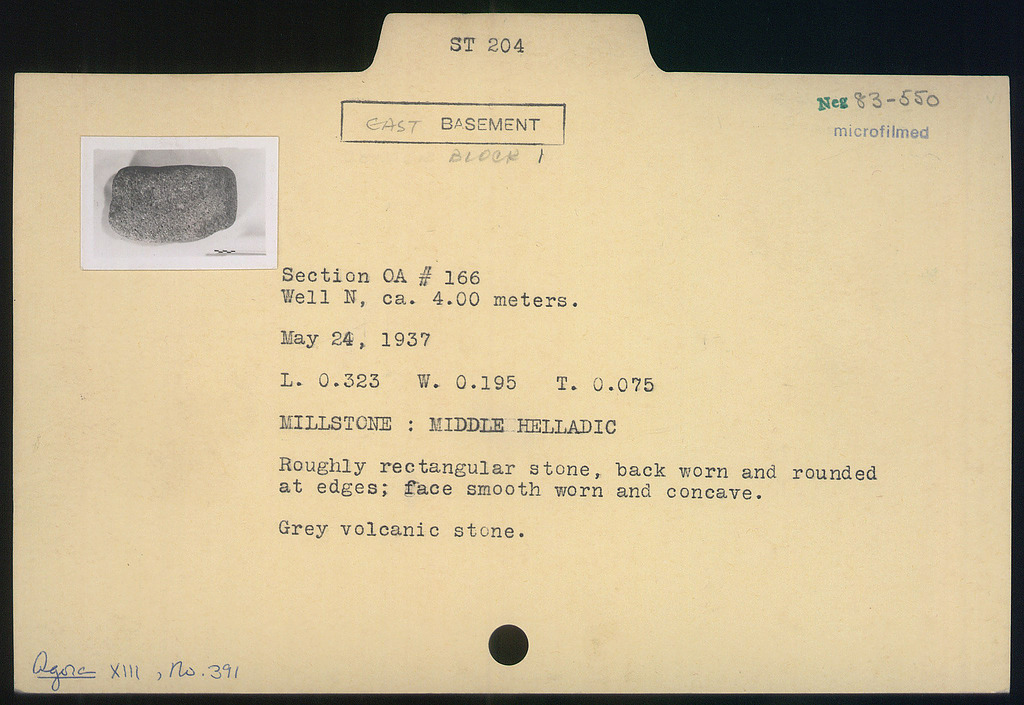 ST 204
Neg 83-550
microfilmed
EAST BASEMENT
BLOCK 1
Section OA # 166
Well N, ca. 4.00 meters.
May 24, 1937
L. 0.323 W. 0.195 T. 0.075
MILLSTONE : MIDDLE HELLADIC
Roughly rectangular stone, back worn and rounded
at edges; face smooth worn and concave.
Grey volcanic stone.
Agora XIII, No. 391